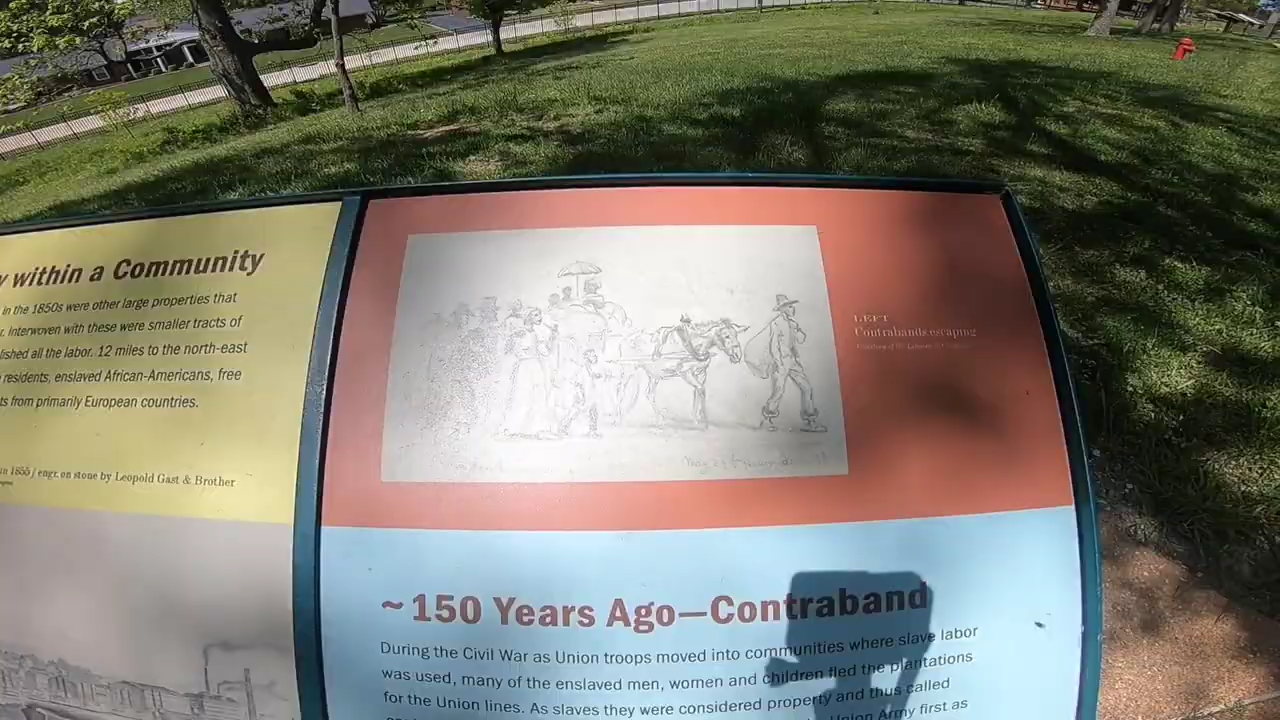 within a Community
in the 1850s were other large properties that
Interwoven with these were smaller tracts of
all the labor. 12 miles to the north-east
residents, enslaved African-Americans, free
from primarily European countries.
1855 / engr. on stone by Leopold Gast & Brother
LEFT
Contrabands escaping
~150 Years Ago—Contraband
During the Civil War as Union troops moved into communities where slave labor
was used, many of the enslaved men, women and children fled the plantations
for the Union lines. As slaves they were considered property and thus called
Union Army first as